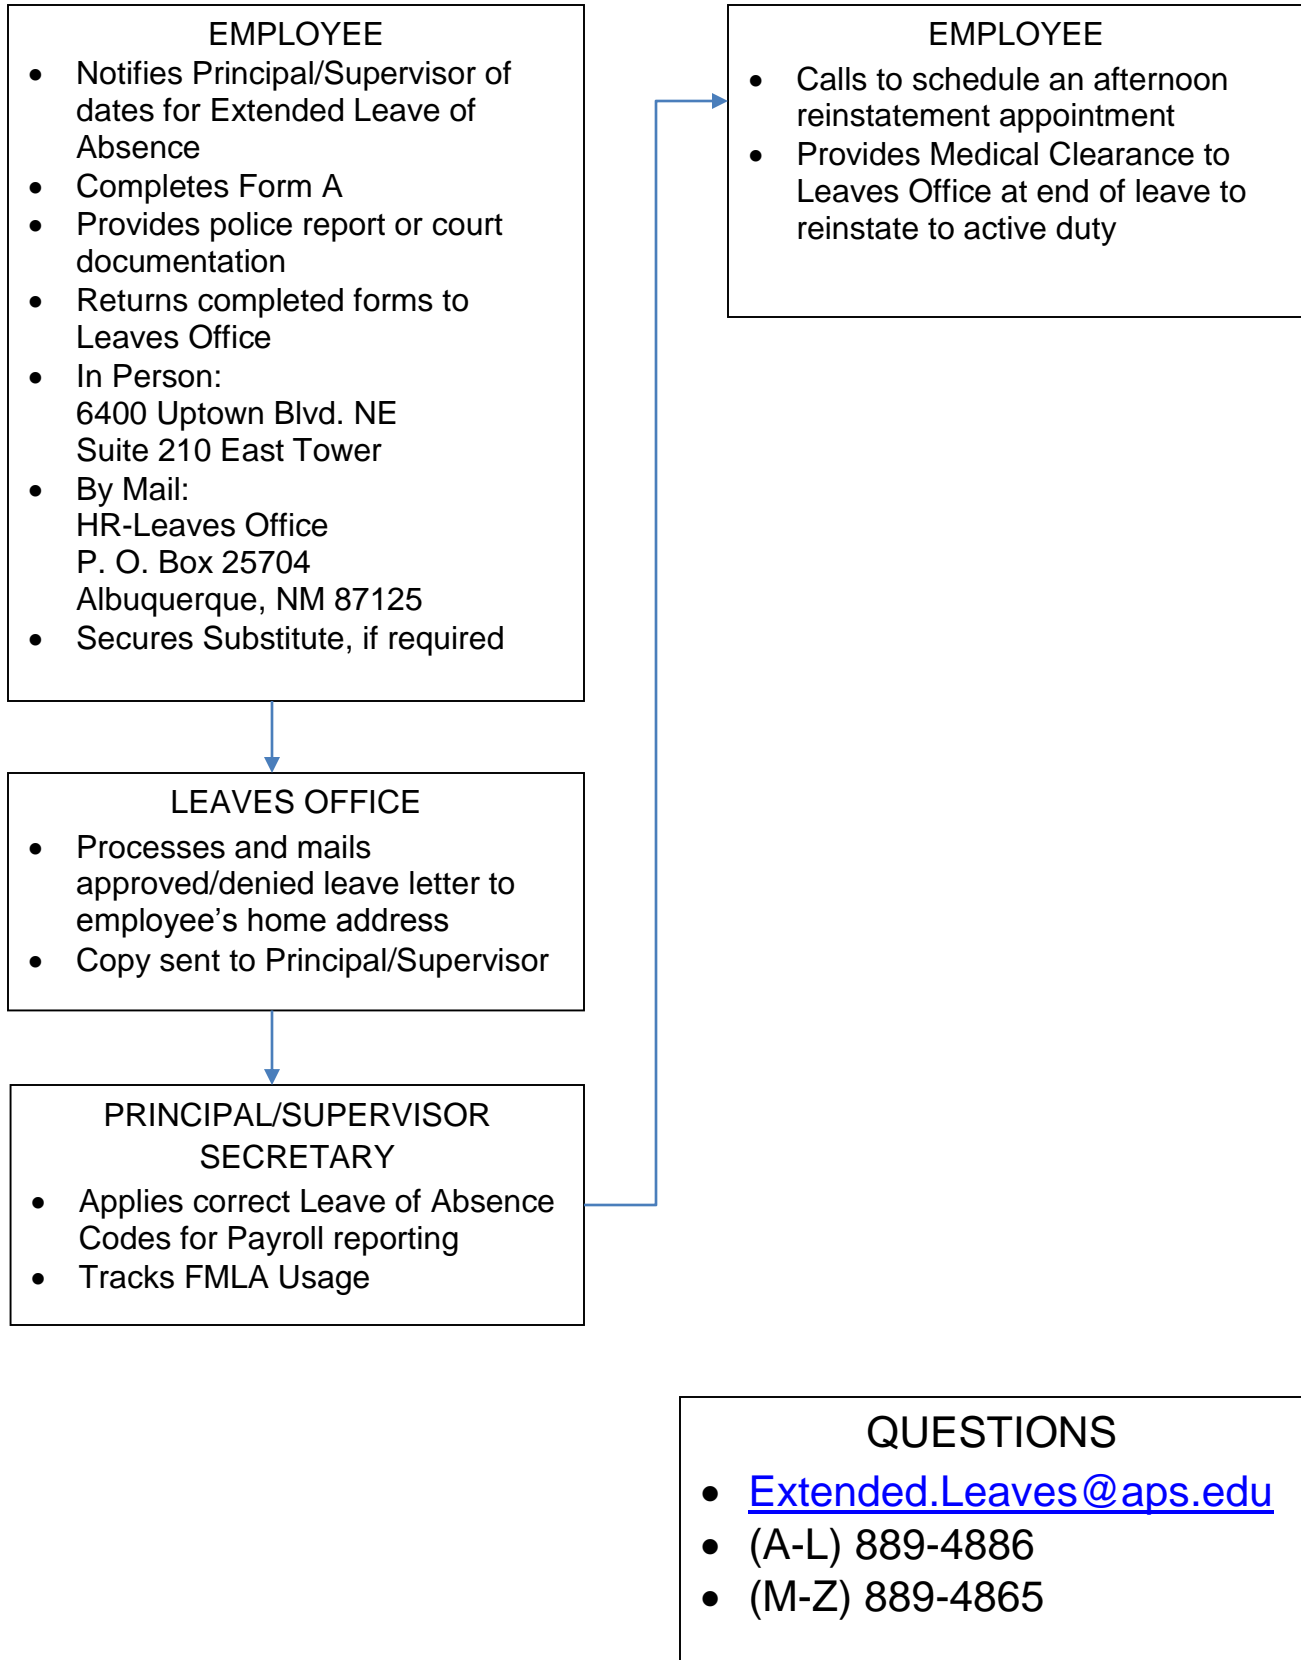 EMPLOYEE
• Notifies Principal/Supervisor of
dates for Extended Leave of
Absence
• Completes Form A
• Provides police report or court
documentation
• Returns completed forms to
Leaves Office
• In Person:
6400 Uptown Blvd. NE
Suite 210 East Tower
• By Mail:
HR-Leaves Office
P. O. Box 25704
Albuquerque, NM 87125
• Secures Substitute, if required
LEAVES OFFICE
• Processes and mails
approved/denied leave letter to
employee’s home address
• Copy sent to Principal/Supervisor
PRINCIPAL/SUPERVISOR
SECRETARY
• Applies correct Leave of Absence
Codes for Payroll reporting
• Tracks FMLA Usage
EMPLOYEE
• Calls to schedule an afternoon
reinstatement appointment
• Provides Medical Clearance to
Leaves Office at end of leave to
reinstate to active duty
QUESTIONS
• Extended.Leaves@aps.edu
• (A-L) 889-4886
• (M-Z) 889-4865